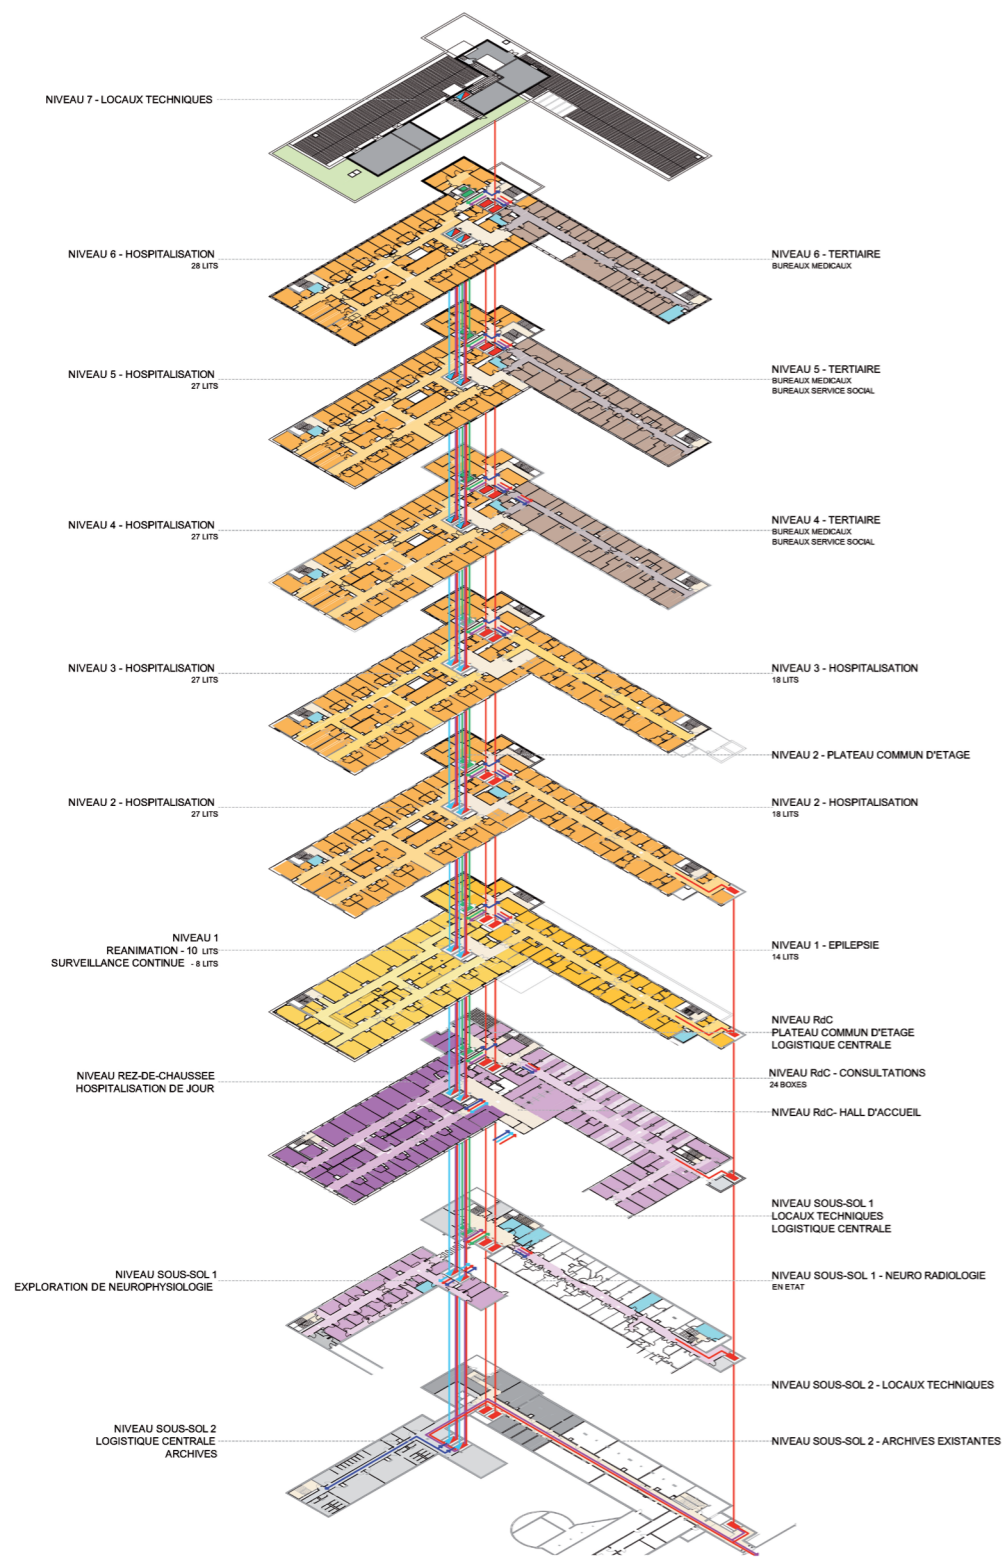 NIVEAU 7 - LOCAUX TECHNIQUES
NIVEAU 6 - HOSPITALISATION
28 LITS
NIVEAU 6 - TERTIAIRE
BUREAUX MEDICAUX
NIVEAU 5 - HOSPITALISATION
27 LITS
NIVEAU 5 - TERTIAIRE
BUREAUX MEDICAUX
BUREAUX SERVICE SOCIAL
NIVEAU 4 - HOSPITALISATION
27 LITS
NIVEAU 4 - TERTIAIRE
BUREAUX MEDICAUX
BUREAUX SERVICE SOCIAL
NIVEAU 3 - HOSPITALISATION
27 LITS
NIVEAU 3 - HOSPITALISATION
18 LITS
NIVEAU 2 - PLATEAU COMMUN D'ETAGE
NIVEAU 2 - HOSPITALISATION
27 LITS
NIVEAU 2 - HOSPITALISATION
18 LITS
NIVEAU 1
REANIMATION - 10 LITS
SURVEILLANCE CONTINUE - 8 LITS
NIVEAU 1 - EPILEPSIE
14 LITS
NIVEAU RdC
PLATEAU COMMUN D'ETAGE
LOGISTIQUE CENTRALE
NIVEAU REZ-DE-CHAUSSEE
HOSPITALISATION DE JOUR
NIVEAU RdC - CONSULTATIONS
24 BOXES
NIVEAU RdC- HALL D'ACCUEIL
NIVEAU SOUS-SOL 1
LOCAUX TECHNIQUES
LOGISTIQUE CENTRALE
NIVEAU SOUS-SOL 1
EXPLORATION DE NEUROPHYSIOLOGIE
NIVEAU SOUS-SOL 1 - NEURO RADIOLOGIE
EN ETAT
NIVEAU SOUS-SOL 2 - LOCAUX TECHNIQUES
NIVEAU SOUS-SOL 2
LOGISTIQUE CENTRALE
ARCHIVES
NIVEAU SOUS-SOL 2 - ARCHIVES EXISTANTES